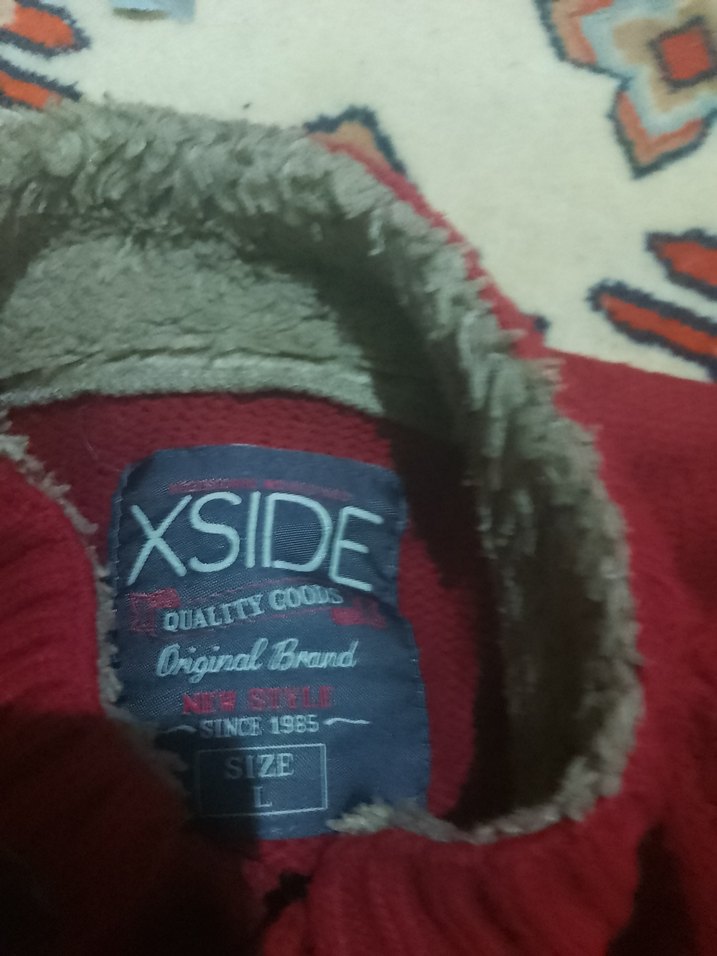 XSIDE
QUALITY GOODS
Original Brand
NEW STYLE
SINCE 1985
SIZE
L